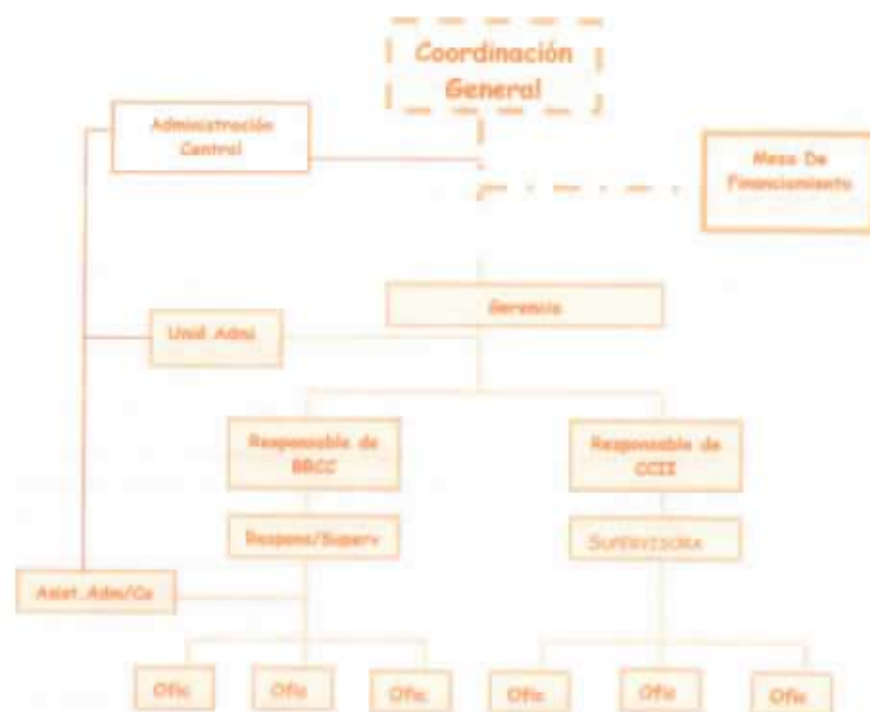 Coordinación
General
Administración
Central
Mesa De
Financiamiento
Gerencia
Unid Admi
Responsable de
BBCC
Responsable de
CCII
Respons/Superv
SUPERVISORA
Asist.Adm/Co
Ofic
Ofic
Ofic
Ofic
Ofic
Ofic